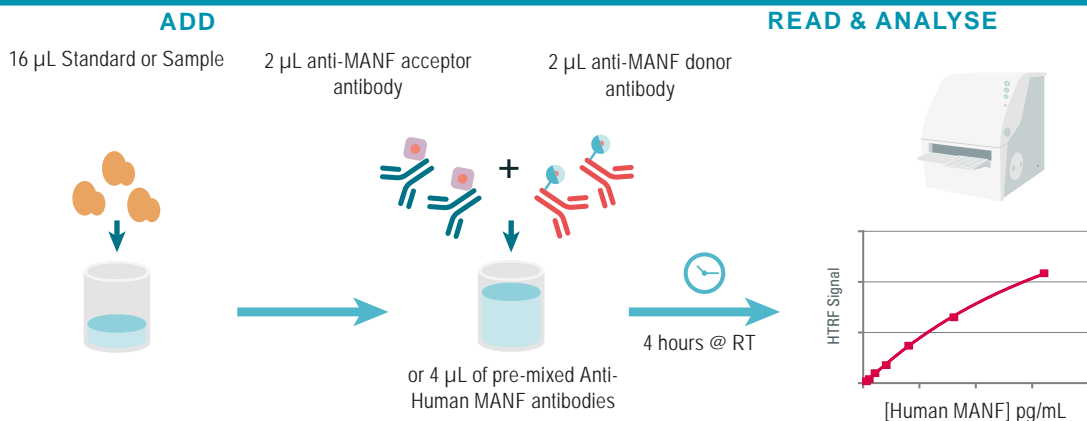 ADD
READ & ANALYSE
16 µL Standard or Sample
2 µL anti-MANF acceptor
antibody
2 µL anti-MANF donor
antibody
+
4 hours @ RT
or 4 µL of pre-mixed Anti-
Human MANF antibodies
HTRF Signal
[Human MANF] pg/mL